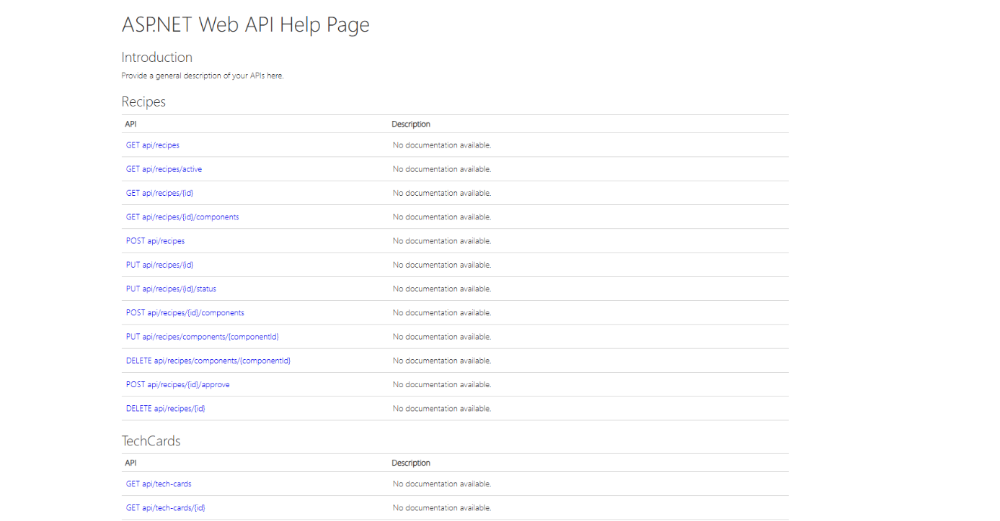 ASP.NET Web API Help Page
Introduction
Provide a general description of your APIs here.
Recipes
API Description
GET api/recipes No documentation available.
GET api/recipes/active No documentation available.
GET api/recipes/{id} No documentation available.
GET api/recipes/{id}/components No documentation available.
POST api/recipes No documentation available.
PUT api/recipes/{id} No documentation available.
PUT api/recipes/{id}/status No documentation available.
POST api/recipes/{id}/components No documentation available.
PUT api/recipes/components/{componentId} No documentation available.
DELETE api/recipes/components/{componentId} No documentation available.
POST api/recipes/{id}/approve No documentation available.
DELETE api/recipes/{id} No documentation available.
TechCards
API Description
GET api/tech-cards No documentation available.
GET api/tech-cards/{id} No documentation available.